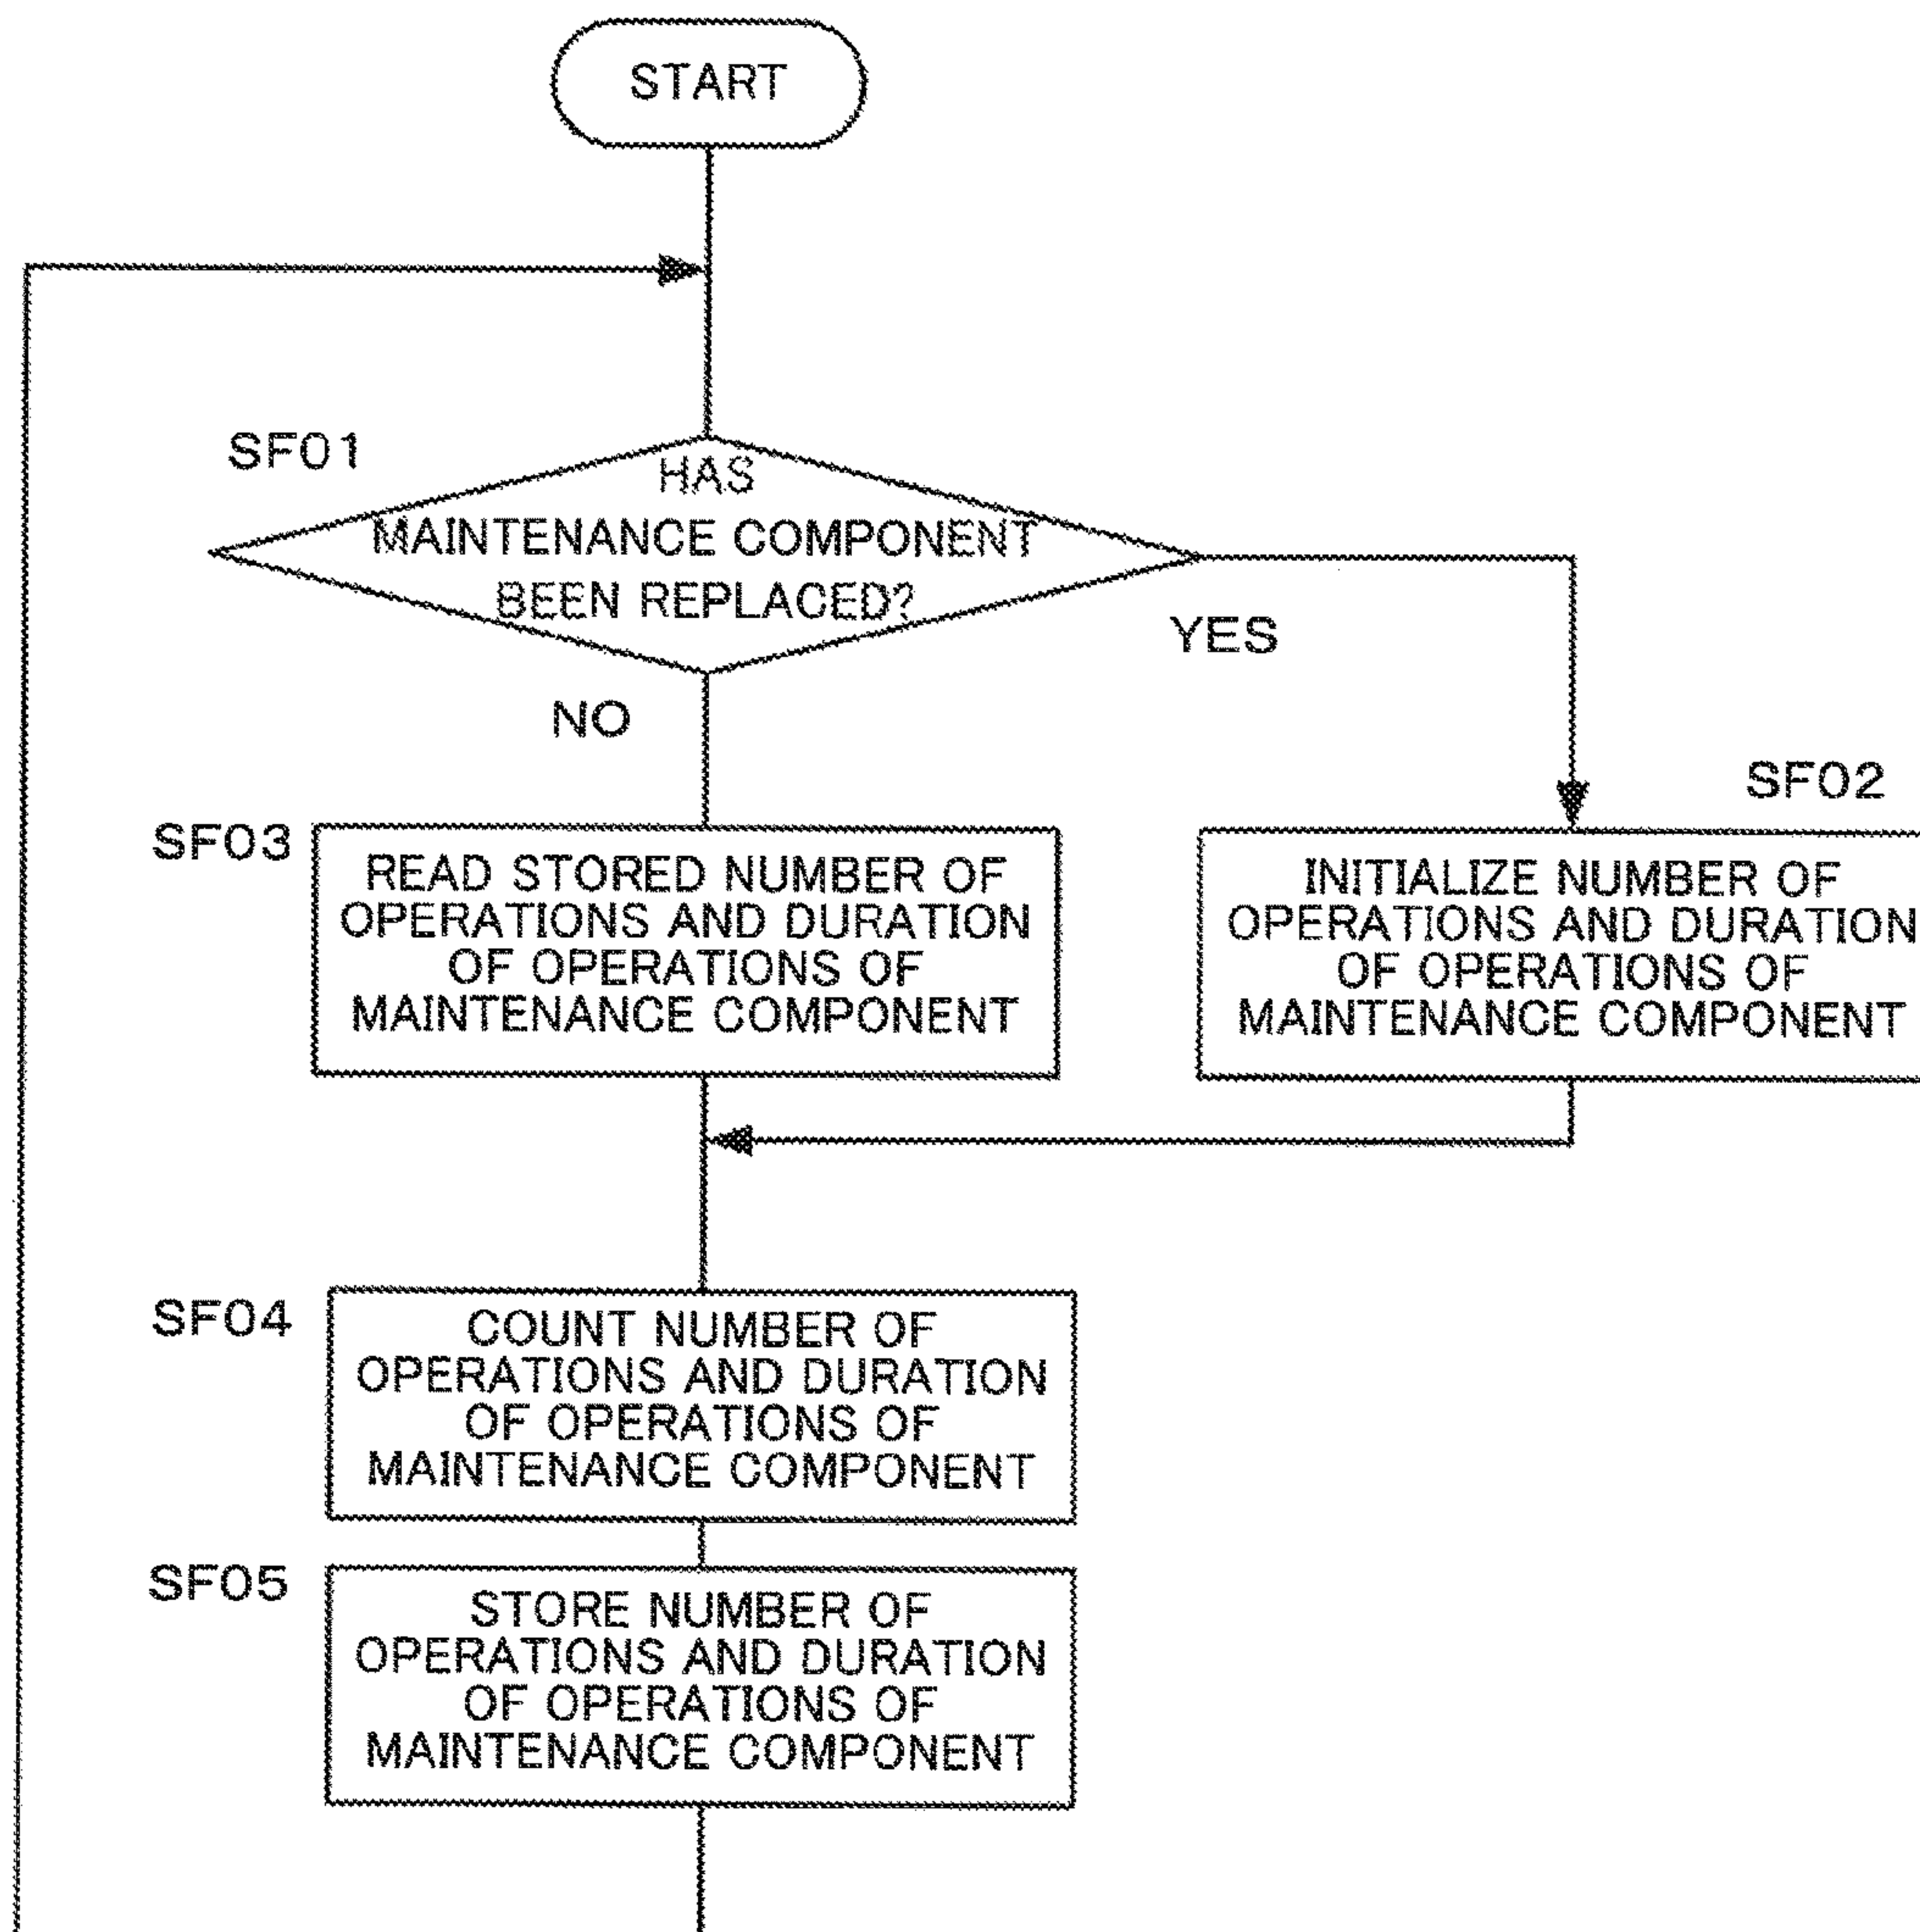 START
SF01
HAS
MAINTENANCE COMPONENT
BEEN REPLACED?
YES
NO
SF02
SF03
READ STORED NUMBER OF
OPERATIONS AND DURATION
OF OPERATIONS OF
MAINTENANCE COMPONENT
INITIALIZE NUMBER OF
OPERATIONS AND DURATION
OF OPERATIONS OF
MAINTENANCE COMPONENT
SF04
COUNT NUMBER OF
OPERATIONS AND DURATION
OF OPERATIONS OF
MAINTENANCE COMPONENT
SF05
STORE NUMBER OF
OPERATIONS AND DURATION
OF OPERATIONS OF
MAINTENANCE COMPONENT